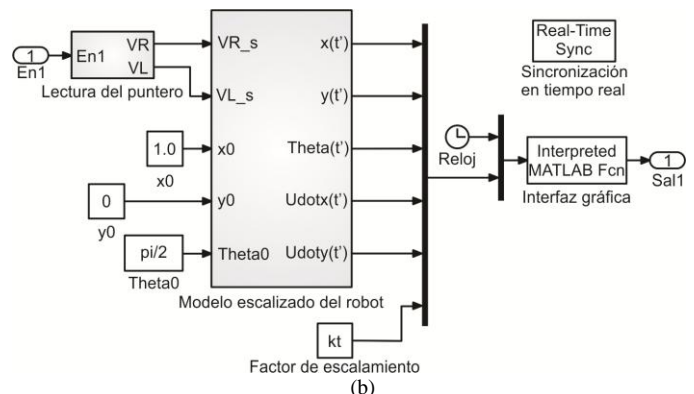 1
En1
En1
VR
VL
Lectura del puntero
VR_s
VL_s
x0
y0
Theta0
x(t')
y(t')
Theta(t')
Udotx(t')
Udoty(t')
Modelo escalizado del robot
1.0
x0
0
y0
pi/2
Theta0
kt
Factor de escalamiento
Reloj
Real-Time
Sync
Sincronización
en tiempo real
Interpreted
MATLAB Fcn
Interfaz gráfica
1
Sal1
(b)